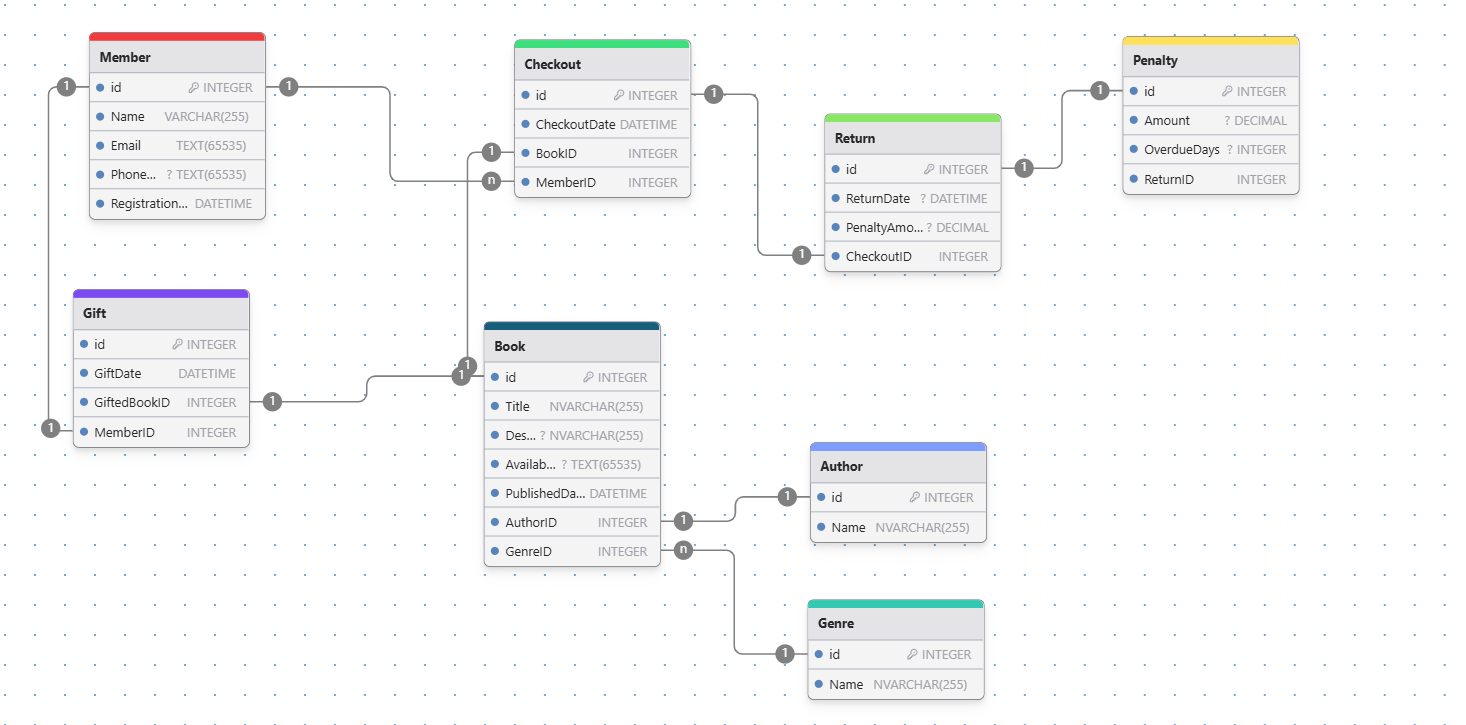 Member
id INTEGER
Name VARCHAR(255)
Email TEXT(65535)
Phone... ? TEXT(65535)
Registration... DATETIME
1
1
Checkout
id INTEGER
CheckoutDate DATETIME
BookID INTEGER
MemberID INTEGER
1
1
n
Return
id INTEGER
ReturnDate ? DATETIME
PenaltyAmo... ? DECIMAL
CheckoutID INTEGER
1
1
Penalty
id INTEGER
Amount ? DECIMAL
OverdueDays ? INTEGER
ReturnID INTEGER
1
Gift
id INTEGER
GiftDate DATETIME
GiftedBookID INTEGER
MemberID INTEGER
1
1
Book
id INTEGER
Title NVARCHAR(255)
Des... ? NVARCHAR(255)
Availab... ? TEXT(65535)
PublishedDa... DATETIME
AuthorID INTEGER
GenreID INTEGER
1
1
1
n
Author
id INTEGER
Name NVARCHAR(255)
1
Genre
id INTEGER
Name NVARCHAR(255)
1